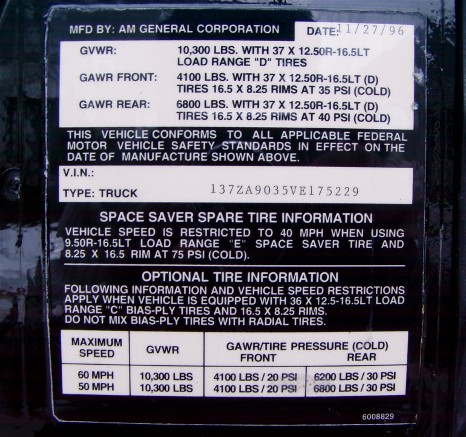 MFD BY: AM GENERAL CORPORATION DATE: 11/27/96
GVWR: 10,300 LBS. WITH 37 X 12.50R-16.5LT
LOAD RANGE "D" TIRES
GAWR FRONT: 4100 LBS. WITH 37 X 12.50R-16.5LT (D)
TIRES 16.5 X 8.25 RIMS AT 35 PSI (COLD)
GAWR REAR: 6800 LBS. WITH 37 X 12.50R-16.5LT (D)
TIRES 16.5 X 8.25 RIMS AT 40 PSI (COLD)
THIS VEHICLE CONFORMS TO ALL APPLICABLE FEDERAL
MOTOR VEHICLE SAFETY STANDARDS IN EFFECT ON THE
DATE OF MANUFACTURE SHOWN ABOVE.
V.I.N.:
137ZA9035VE175229
TYPE: TRUCK
SPACE SAVER SPARE TIRE INFORMATION
VEHICLE SPEED IS RESTRICTED TO 40 MPH WHEN USING
9.50R-16.5LT LOAD RANGE "E" SPACE SAVER TIRE AND
8.25 X 16.5 RIM AT 75 PSI (COLD).
OPTIONAL TIRE INFORMATION
FOLLOWING INFORMATION AND VEHICLE SPEED RESTRICTIONS
APPLY WHEN VEHICLE IS EQUIPPED WITH 36 X 12.5-16.5LT LOAD
RANGE "C" BIAS-PLY TIRES AND 16.5 X 8.25 RIMS.
DO NOT MIX BIAS-PLY TIRES WITH RADIAL TIRES.
MAXIMUM SPEED GVWR GAWR/TIRE PRESSURE (COLD)
FRONT REAR
60 MPH 10,300 LBS 4100 LBS / 20 PSI 6200 LBS / 30 PSI
50 MPH 10,300 LBS 4100 LBS / 20 PSI 6800 LBS / 30 PSI
6008829